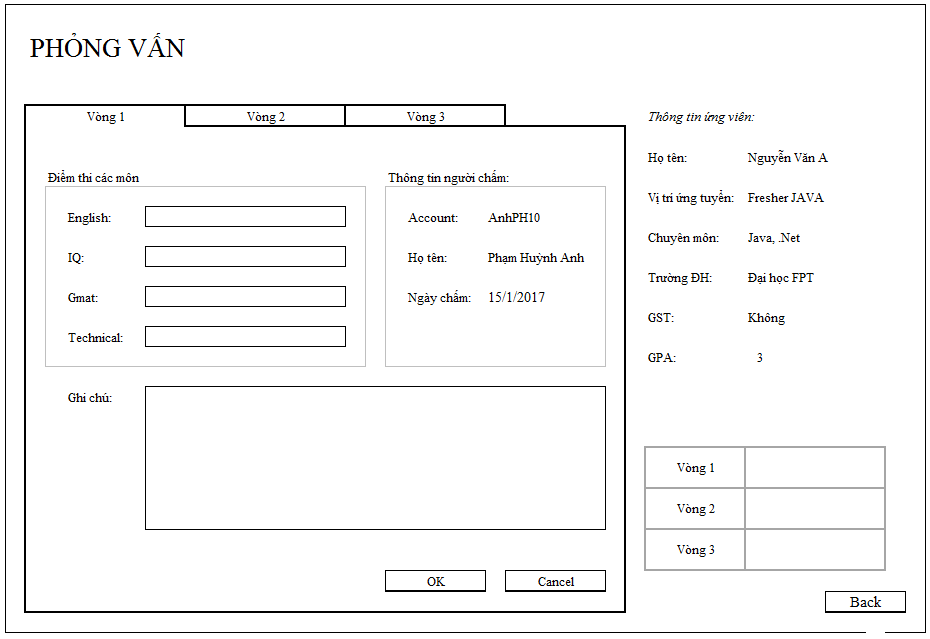 PHỎNG VẤN
Vòng 1
Vòng 2
Vòng 3
Điểm thi các môn
English:
IQ:
Gmat:
Technical:
Thông tin người chấm:
Account: AnhPH10
Họ tên: Phạm Huỳnh Anh
Ngày chấm: 15/1/2017
Ghi chú:
OK
Cancel
Thông tin ứng viên:
Họ tên: Nguyễn Văn A
Vị trí ứng tuyển: Fresher JAVA
Chuyên môn: Java, .Net
Trường ĐH: Đại học FPT
GST: Không
GPA: 3
Vòng 1
Vòng 2
Vòng 3
Back